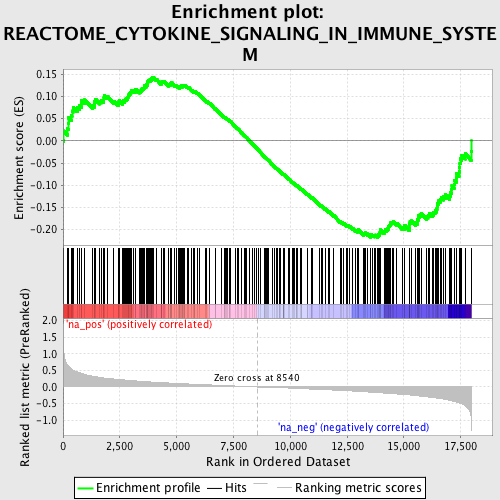 Enrichment plot:
REACTOME_CYTOKINE_SIGNALING_IN_IMMUNE_SYSTE
M
Enrichment score (ES)
0.15
0.10
0.05
0.00
-0.05
-0.10
-0.15
-0.20
'na_pos' (positively correlated)
Ranked list metric (PreRanked)
2.0
1.5
1.0
0.5
0.0
-0.5
-1.0
Zero cross at 8540
'na_neg' (negatively correlated)
0
2,500
5,000
7,500
10,000
12,500
15,000
17,500
Rank in Ordered Dataset
Enrichment profile
Hits
Ranking metric scores